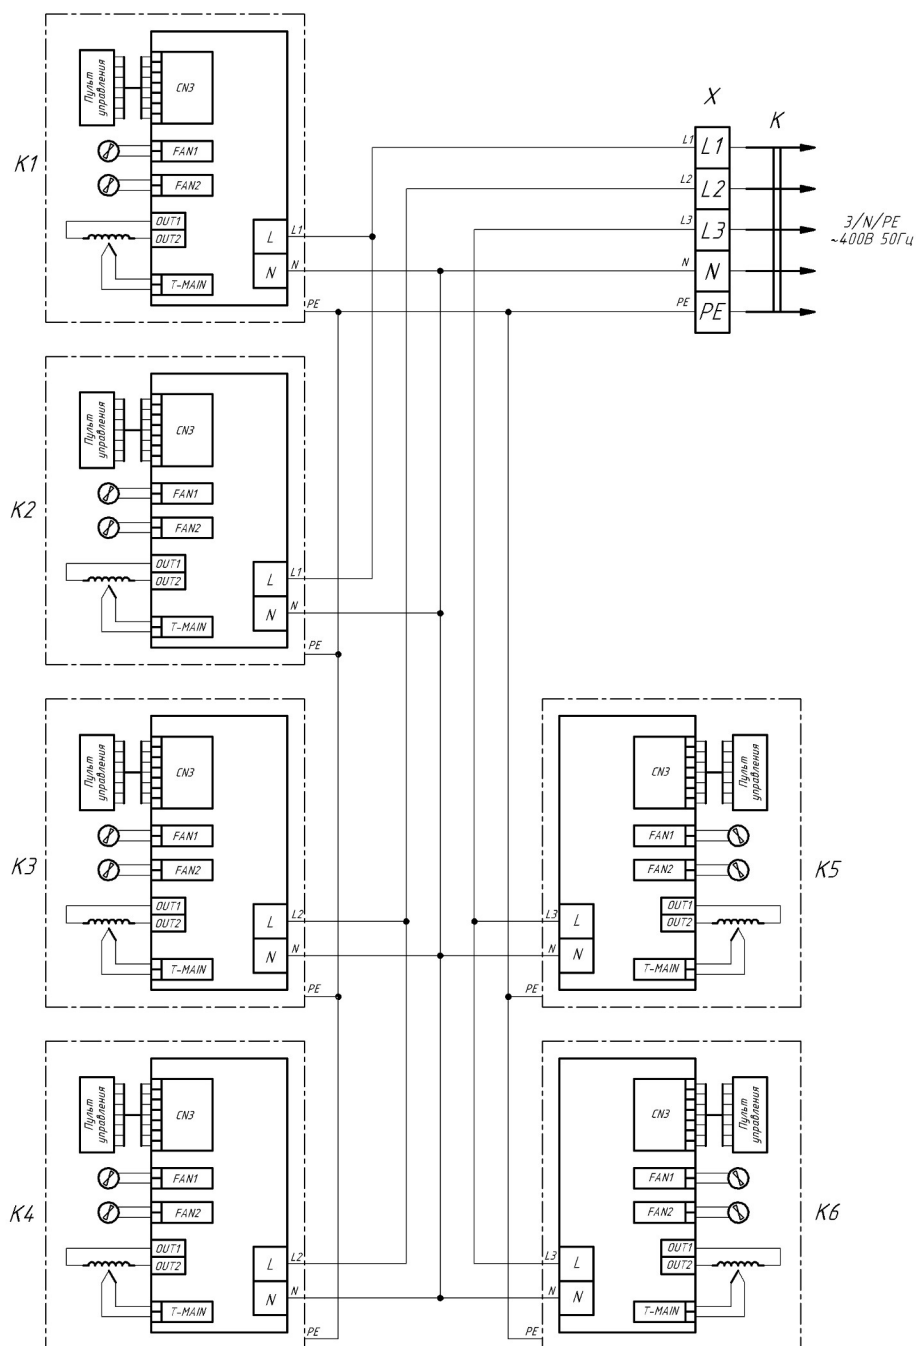 X
K
L1
L1
L2
L2
L3
L3
N
N
PE
PE
3/N/PE
~400В 50Гц
K1
Пульт
управления
CN3
FAN1
FAN2
OUT1
OUT2
T-MAIN
L
L1
N
N
PE
K2
Пульт
управления
CN3
FAN1
FAN2
OUT1
OUT2
T-MAIN
L
L1
N
N
PE
K3
Пульт
управления
CN3
FAN1
FAN2
OUT1
OUT2
T-MAIN
L
L2
N
N
PE
K5
CN3
Пульт
управления
FAN1
FAN2
OUT1
OUT2
T-MAIN
L3
L
N
N
PE
K4
Пульт
управления
CN3
FAN1
FAN2
OUT1
OUT2
T-MAIN
L
L2
N
N
PE
K6
CN3
Пульт
управления
FAN1
FAN2
OUT1
OUT2
T-MAIN
L3
L
N
N
PE